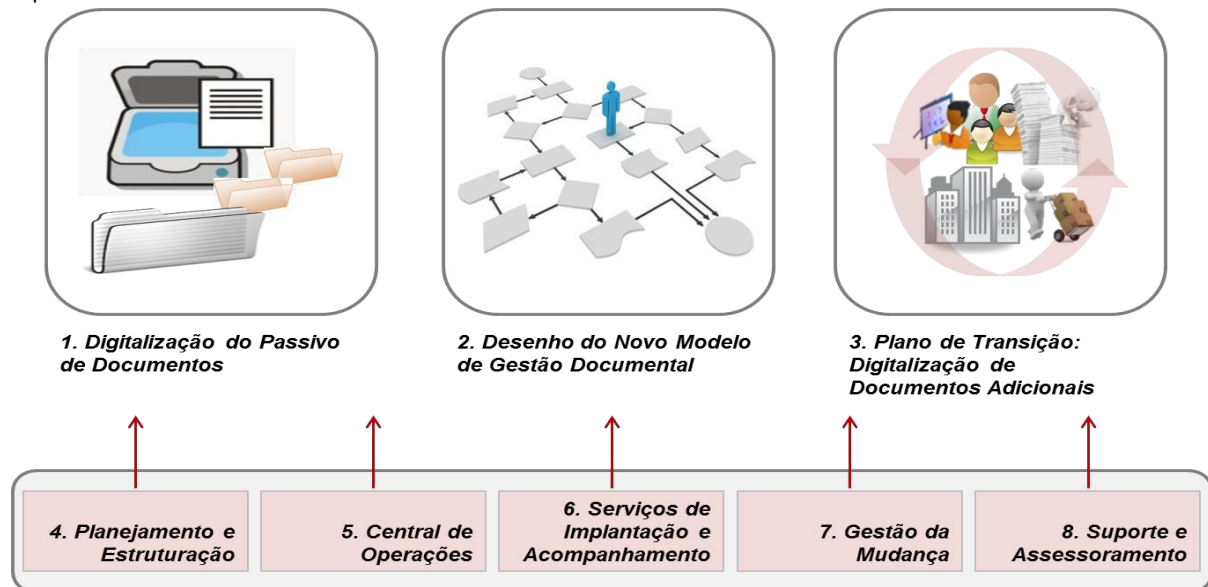 1. Digitalização do Passivo
de Documentos
2. Desenho do Novo Modelo
de Gestão Documental
3. Plano de Transição:
Digitalização de
Documentos Adicionais
4. Planejamento e
Estruturação
5. Central de
Operações
6. Serviços de
Implantação e
Acompanhamento
7. Gestão da
Mudança
8. Suporte e
Assessoramento